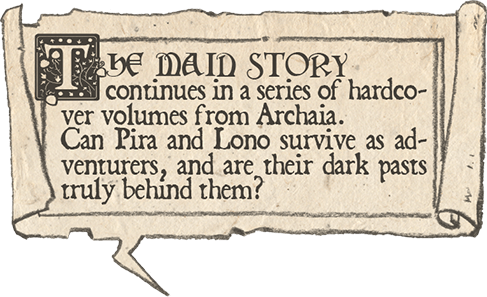 THE MAIN STORY
continues in a series of hardco-
ver volumes from Archaia.
Can Pira and Lono survive as ad-
venturers, and are their dark pasts
truly behind them?